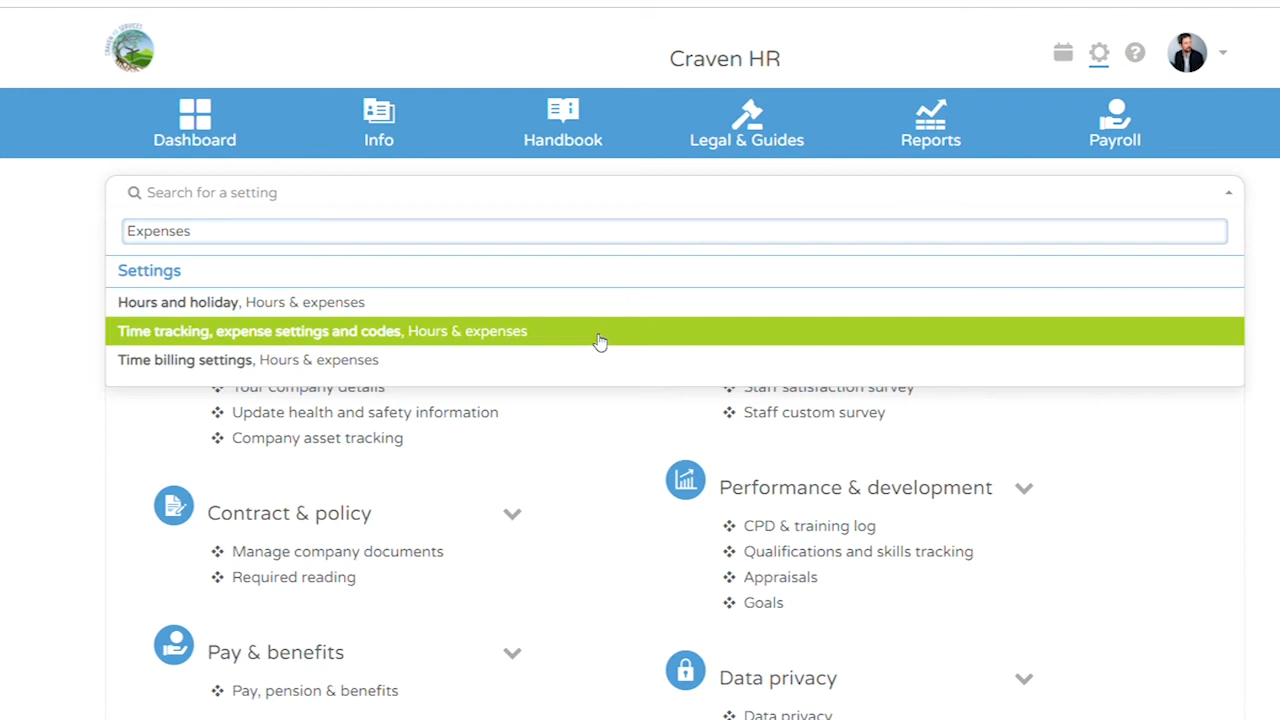 CRAVEN HR SERVICES
Craven HR
Dashboard
Info
Handbook
Legal & Guides
Reports
Payroll
Search for a setting
Expenses
Settings
Hours and holiday, Hours & expenses
Time tracking, expense settings and codes, Hours & expenses
Time billing settings, Hours & expenses
Your company details
Update health and safety information
Company asset tracking
Contract & policy
Manage company documents
Required reading
Pay & benefits
Pay, pension & benefits
Staff satisfaction survey
Staff custom survey
Performance & development
CPD & training log
Qualifications and skills tracking
Appraisals
Goals
Data privacy
Data privacy